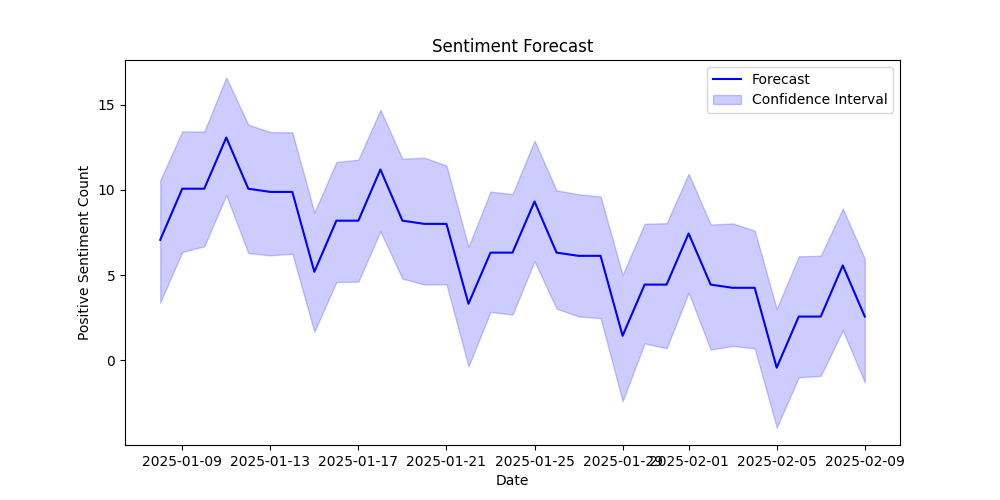 Sentiment Forecast
Forecast
Confidence Interval
Positive Sentiment Count
15
10
5
0
2025-01-09 2025-01-13 2025-01-17 2025-01-21 2025-01-25 2025-01-29 2025-02-01 2025-02-05 2025-02-09
Date